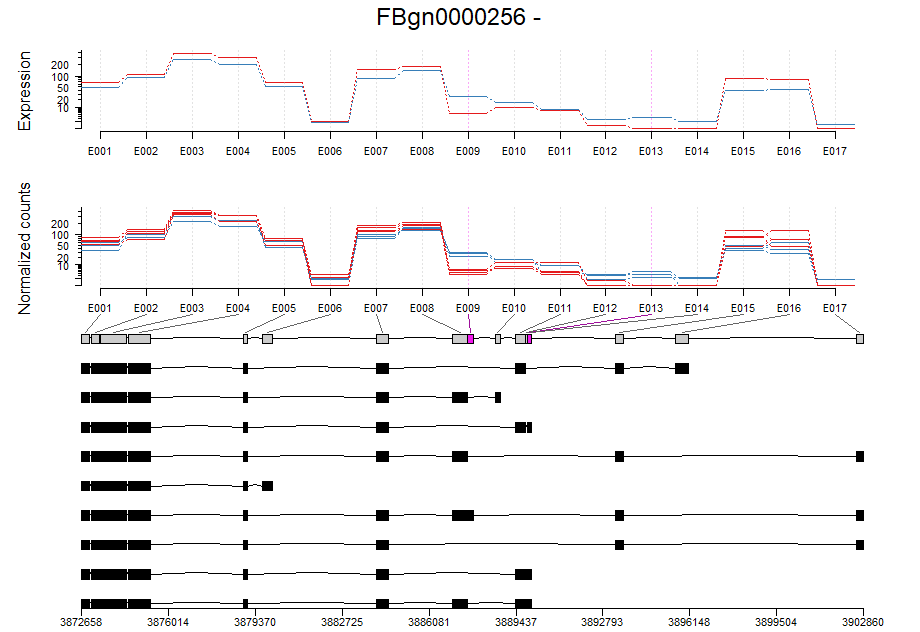 FBgn0000256 -
Expression
200
100
50
20
10
E001 E002 E003 E004 E005 E006 E007 E008 E009 E010 E011 E012 E013 E014 E015 E016 E017
Normalized counts
200
100
50
20
10
E001 E002 E003 E004 E005 E006 E007 E008 E009 E010 E011 E012 E013 E014 E015 E016 E017
3872658 3876014 3879370 3882725 3886081 3889437 3892793 3896148 3899504 3902860